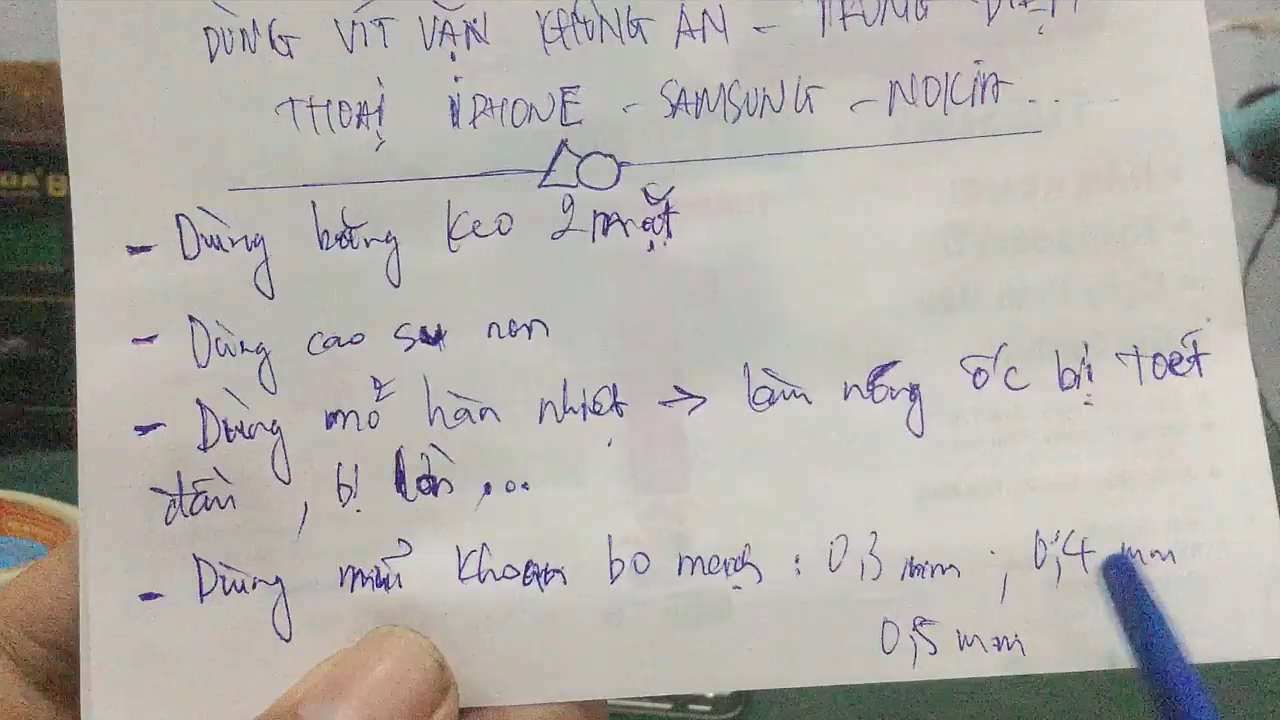 DÙNG VÍT VẶN KHÔNG ĂN - TRONG ĐIỆN
THOẠI IPHONE - SAMSUNG - NOKIA...
- Dùng băng keo 2 mặt
- Dùng cao su non
- Dùng mỏ hàn nhiệt → làm nóng ốc bị toét
đầu, bị lờn,...
- Dùng mũi khoan bo mạch: 0,3 mm; 0,4 mm
0,5 mm